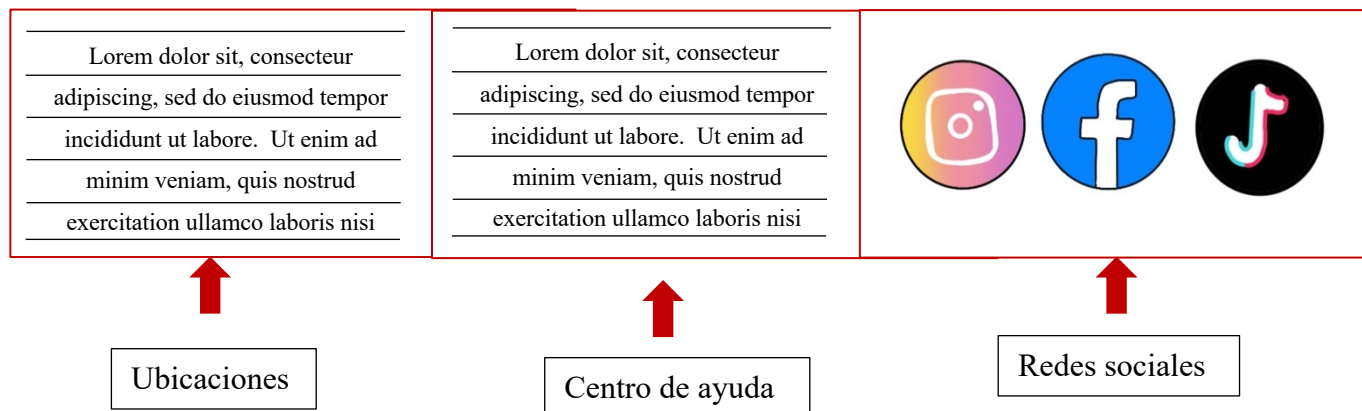 Lorem dolor sit, consecteur
adipiscing, sed do eiusmod tempor
incididunt ut labore.  Ut enim ad
minim veniam, quis nostrud
exercitation ullamco laboris nisi
Lorem dolor sit, consecteur
adipiscing, sed do eiusmod tempor
incididunt ut labore.  Ut enim ad
minim veniam, quis nostrud
exercitation ullamco laboris nisi
Ubicaciones
Centro de ayuda
Redes sociales